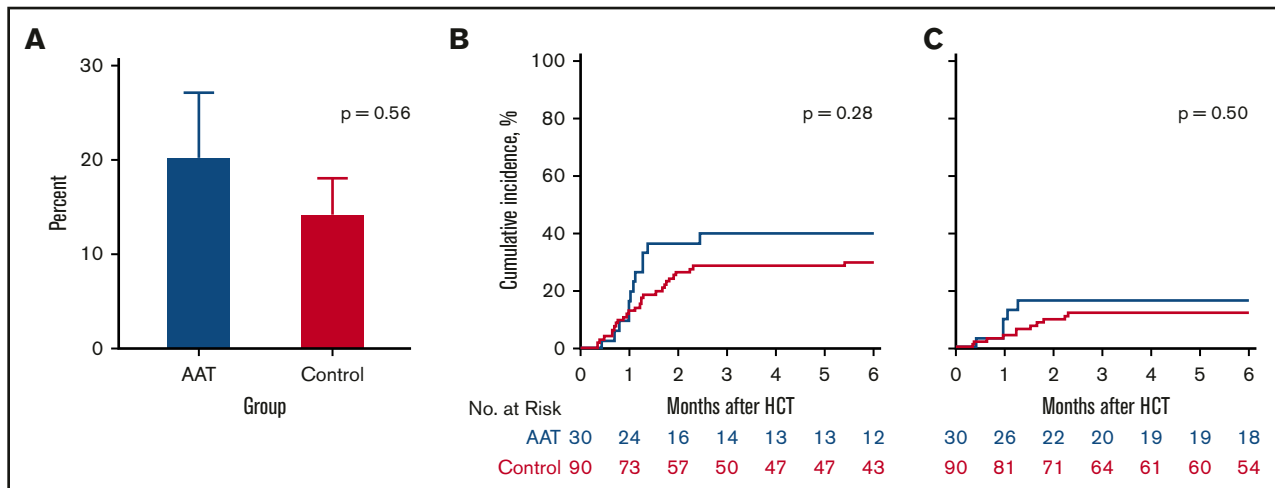 A
30
20
10
0
Percent
p = 0.56
AAT Control
Group
B
100
80
60
40
20
0
Cumulative incidence, %
p = 0.28
0 1 2 3 4 5 6
Months after HCT
No. at Risk
AAT 30 24 16 14 13 13 12
Control 90 73 57 50 47 47 43
C
p = 0.50
0 1 2 3 4 5 6
Months after HCT
30 26 22 20 19 19 18
90 81 71 64 61 60 54